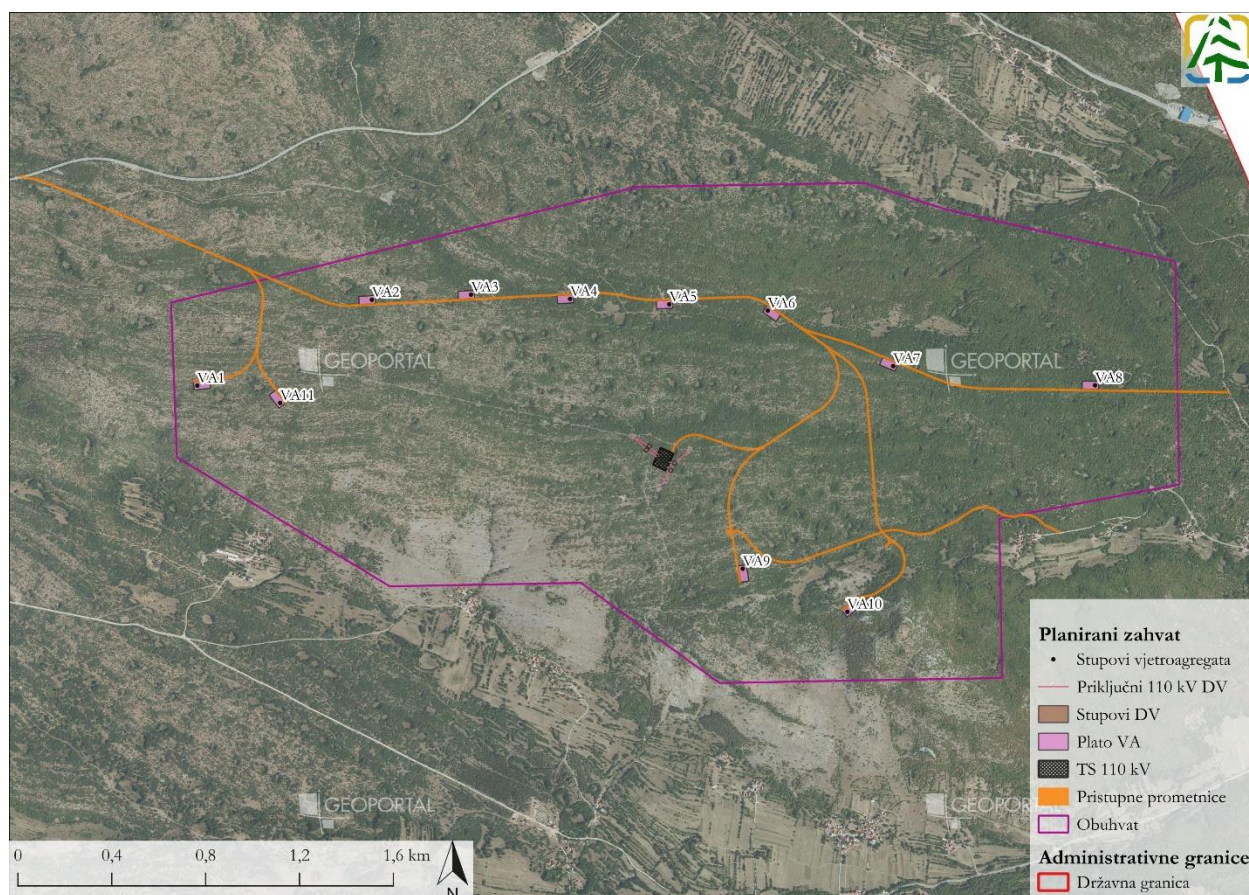 VA2
VA3
VA4
VA5
VA6
GEOPORTAL
VA7
GEOPORTAL
VA1
VA8
VA11
VA9
VA10
Planirani zahvat
Stupovi vjetroagregata
Priključni 110 kV DV
Stupovi DV
Plato VA
TS 110 kV
Pristupne prometnice
Obuhvat
Administrativne granice
Državna granica
GEOPORTAL
GEOPORTAL
0 0,4 0,8 1,2 1,6 km
N